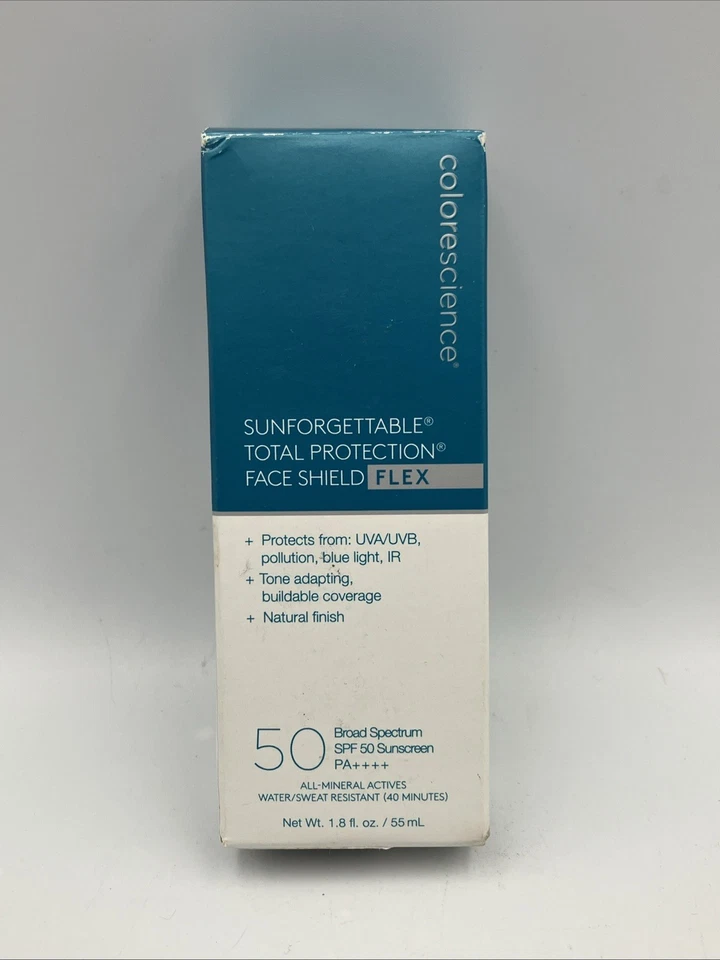 colorescience®
SUNFORGETTABLE®
TOTAL PROTECTION®
FACE SHIELD FLEX
+ Protects from: UVA/UVB,
pollution, blue light, IR
+ Tone adapting,
buildable coverage
+ Natural finish
50
Broad Spectrum
SPF 50 Sunscreen
PA++++
ALL-MINERAL ACTIVES
WATER/SWEAT RESISTANT (40 MINUTES)
Net Wt. 1.8 fl. oz. / 55 mL